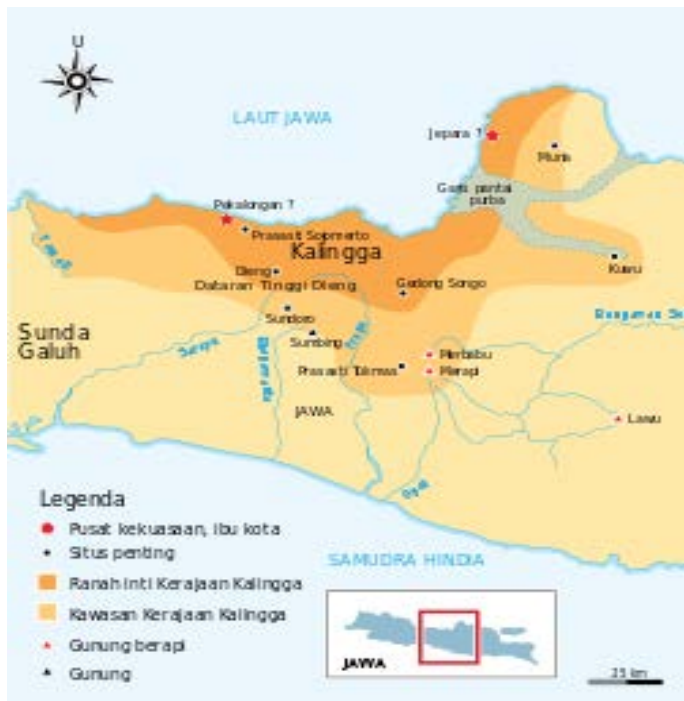 U
LAUT JAWA
Jepara ?
Muria
Garis pantai
purba
Pekalongan ?
Prasasti Sojomerto
Kalingga
Kuwu
Dieng
Dataran Tinggi Dieng
Gedong Songo
Sundoro
Sumbing
Sunda
Galuh
Serayu
Merbabu
Prasasti Tukmas
Merapi
JAWA
Lawu
Legenda
Pusat kekuasaan, ibu kota
Situs penting
SAMUDRA HINDIA
Ranah inti Kerajaan Kalingga
Kawasan Kerajaan Kalingga
Gunung berapi
Gunung
JAWA
25 km